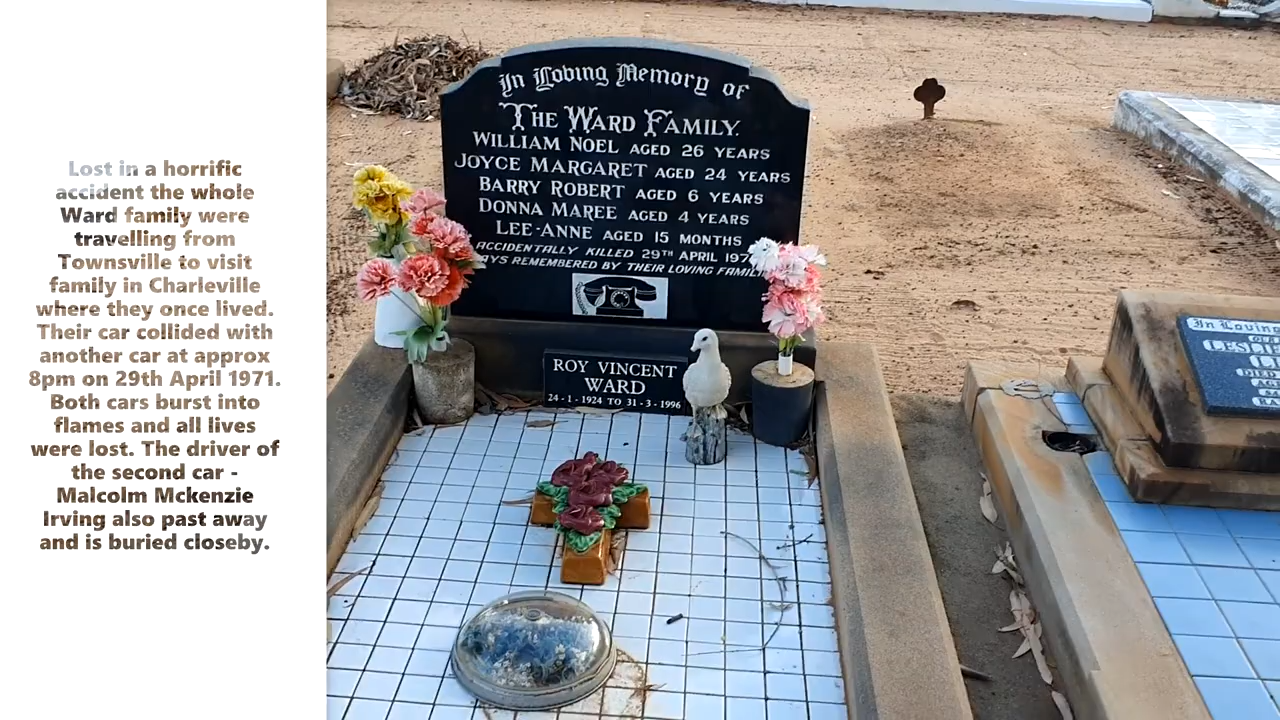 Lost in a horrific
accident the whole
Ward family were
travelling from
Townsville to visit
family in Charleville
where they once lived.
Their car collided with
another car at approx
8pm on 29th April 1971.
Both cars burst into
flames and all lives
were lost. The driver of
the second car -
Malcolm Mckenzie
Irving also past away
and is buried closeby.
In Loving Memory of
THE WARD FAMILY.
WILLIAM NOEL AGED 26 YEARS
JOYCE MARGARET AGED 24 YEARS
BARRY ROBERT AGED 6 YEARS
DONNA MAREE AGED 4 YEARS
LEE-ANNE AGED 15 MONTHS
ACCIDENTALLY KILLED 29TH APRIL 197
AYS REMEMBERED BY THEIR LOVING FAMIL
ROY VINCENT
WARD
24-1-1924 TO 31-3-1996
In Loving